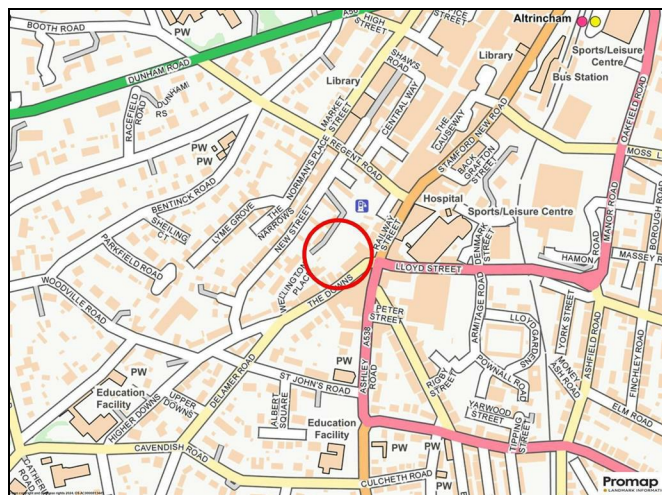 BOOTH ROAD
PW
HIGH
STREET
Altrincham
DUNHAM ROAD
Library
SHAW'S
ROAD
Library
Sports/Leisure
Centre
Bus Station
RACEFIELD
ROAD
DUNHAM
RS
MARKET
STREET
CENTRAL WAY
THE
CAUSEWAY
STAMFORD NEW ROAD
BACK
GRAFTON
STREET
OAKFIELD ROAD
MOSS L
PW
PW
NORMAN'S PLACE
REGENT ROAD
BENTINCK ROAD
LYME GROVE
THE
NARROWS
NEW STREET
Hospital
Sports/Leisure Centre
MANOR ROAD
BOROUGH
ROAD
SHEILING
CT
PARKFIELD
ROAD
RAILWAY
STREET
DENMARK
STREET
HAMON
ROAD
MASSEY R
WOODVILLE ROAD
WELLINGTON
PLACE
THE DOWNS
LLOYD STREET
PETER
STREET
A538
ARMITAGE ROAD
LLOYD
GARDENS
YORK STREET
ASHFIELD ROAD
FINCHLEY ROAD
DELAMER ROAD
PW
ASHLEY
ROAD
RIGBY
STREET
POWNALL
ROAD
MONEY
ASH ROAD
PW
Education
Facility
UPPER
DOWNS
HIGHER DOWNS
ST JOHN'S ROAD
ALBERT
SQUARE
Education
Facility
YARWOOD
STREET
TIPPING
STREET
ELM ROAD
CAVENDISH ROAD
PW
CULCHETH ROAD
PW
Promap